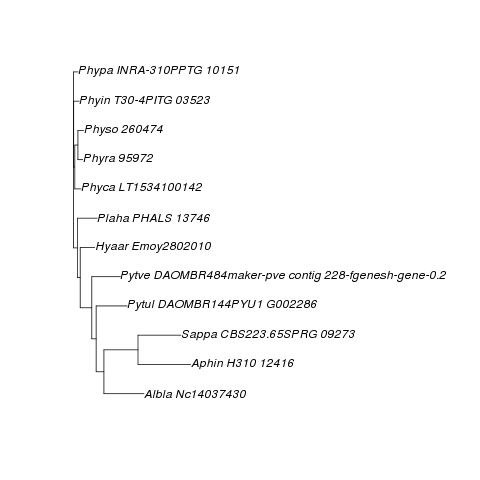 Phypa INRA-310PPTG 10151
Phyin T30-4PITG 03523
Physo 260474
Phyra 95972
Phyca LT1534100142
Plaha PHALS 13746
Hyaar Emoy2802010
Pytve DAOMBR484maker-pve contig 228-fgenesh-gene-0.2
Pytul DAOMBR144PYU1 G002286
Sappa CBS223.65SPRG 09273
Aphin H310 12416
Albla Nc14037430